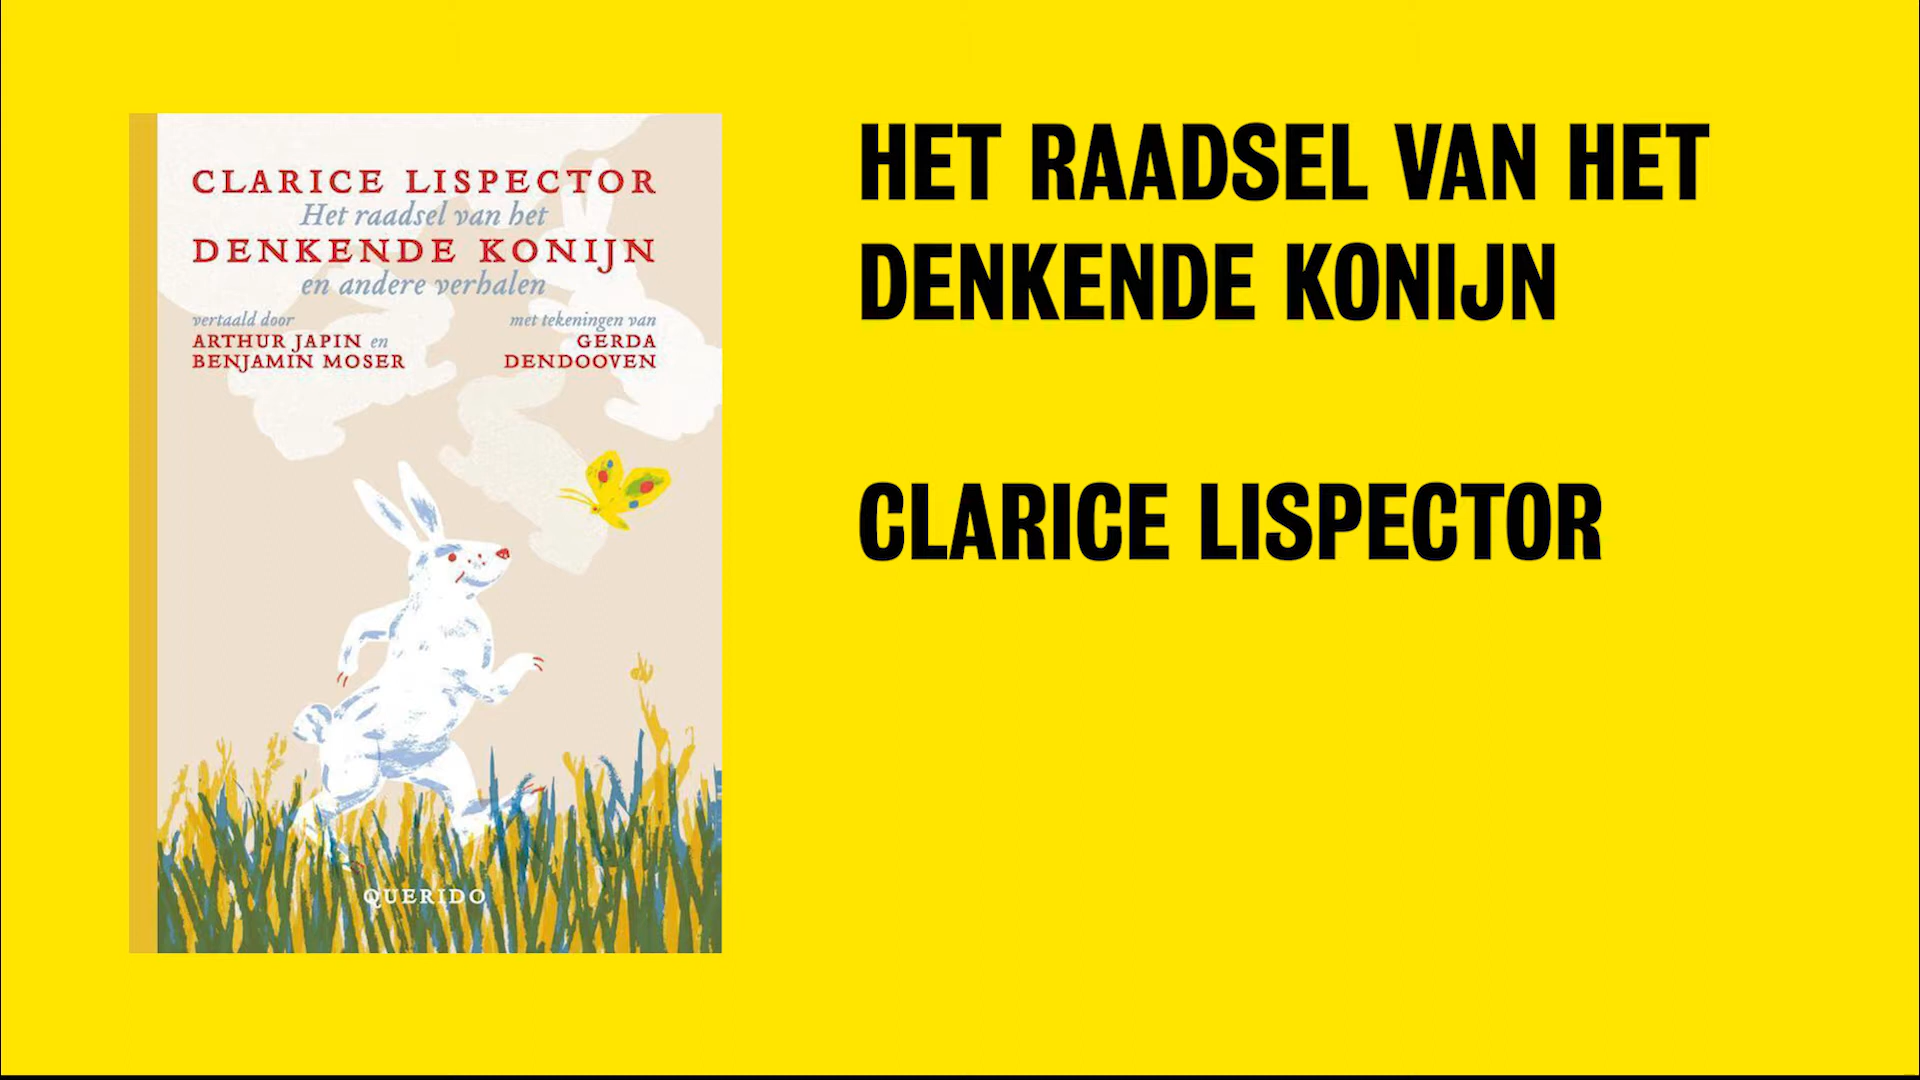 CLARICE LISPECTOR
Het raadsel van het
DENKENDE KONIJN
en andere verhalen
vertaald door
ARTHUR JAPIN en
BENJAMIN MOSER
met tekeningen van
GERDA
DENDOOVEN
QUERIDO
HET RAADSEL VAN HET
DENKENDE KONIJN
CLARICE LISPECTOR